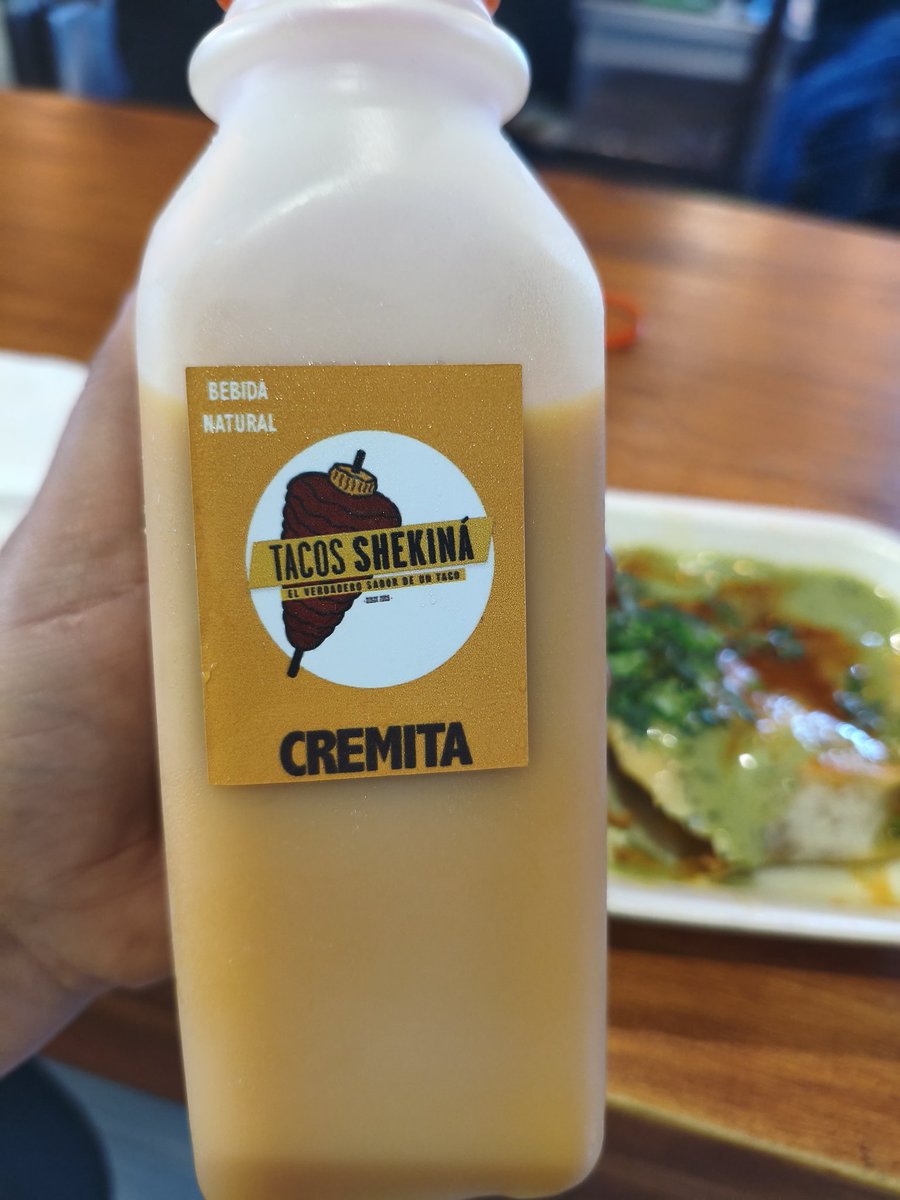 BEBIDA
NATURAL
TACOS SHEKINÁ
EL VERDADERO SABOR DE UN TACO
CREMITA